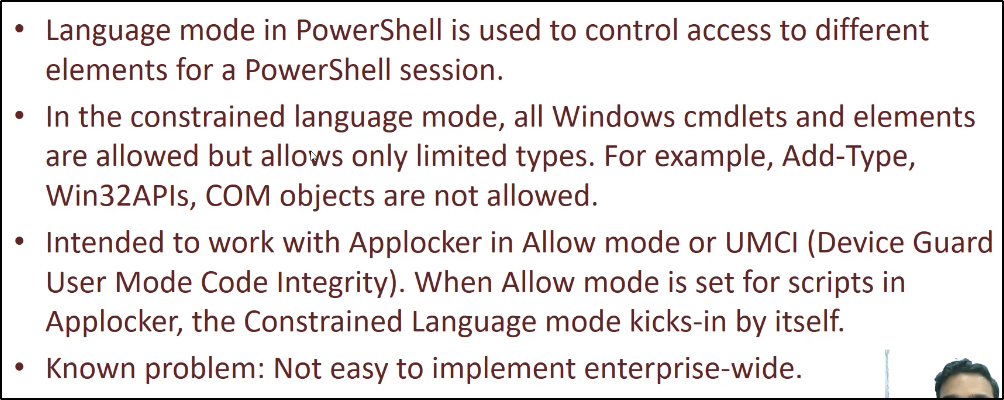 • Language mode in PowerShell is used to control access to different
elements for a PowerShell session.
• In the constrained language mode, all Windows cmdlets and elements
are allowed but allows only limited types. For example, Add-Type,
Win32APIs, COM objects are not allowed.
• Intended to work with Applocker in Allow mode or UMCI (Device Guard
User Mode Code Integrity). When Allow mode is set for scripts in
Applocker, the Constrained Language mode kicks-in by itself.
• Known problem: Not easy to implement enterprise-wide.